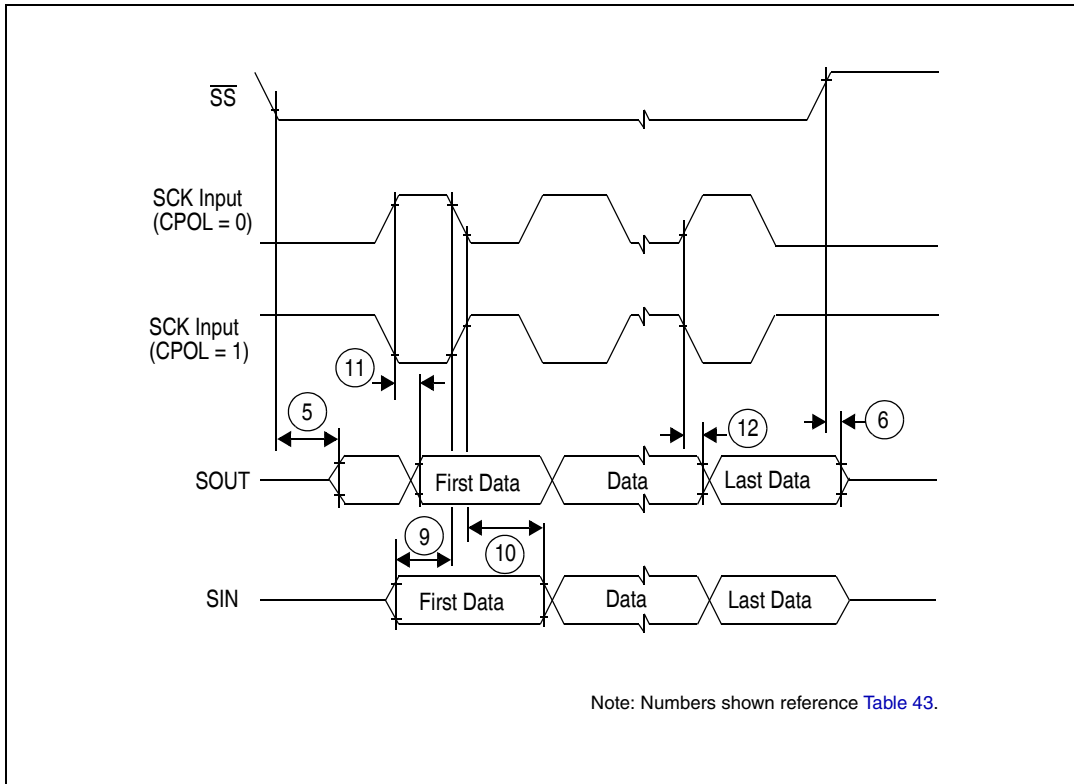 SS
SCK Input
(CPOL = 0)
SCK Input
(CPOL = 1)
11
5
12
6
SOUT
First Data
Data
Last Data
9
10
SIN
First Data
Data
Last Data
Note: Numbers shown reference Table 43.